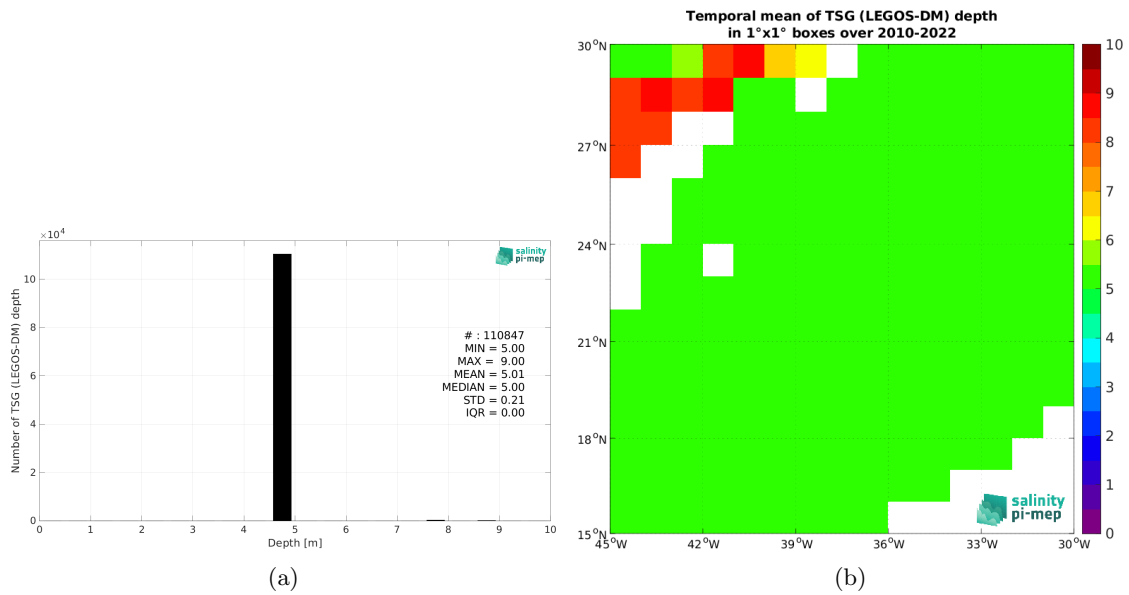 ×10⁴
10
8
6
4
2
0
Number of TSG (LEGOS-DM) depth
salinity
pi-mep
# : 110847
MIN = 5.00
MAX = 9.00
MEAN = 5.01
MEDIAN = 5.00
STD = 0.21
IQR = 0.00
0 1 2 3 4 5 6 7 8 9 10
Depth [m]
(a)
Temporal mean of TSG (LEGOS-DM) depth
in 1°x1° boxes over 2010-2022
30°N
27°N
24°N
21°N
18°N
15°N
45°W 42°W 39°W 36°W 33°W 30°W
salinity
pi-mep
10
9
8
7
6
5
4
3
2
1
0
(b)